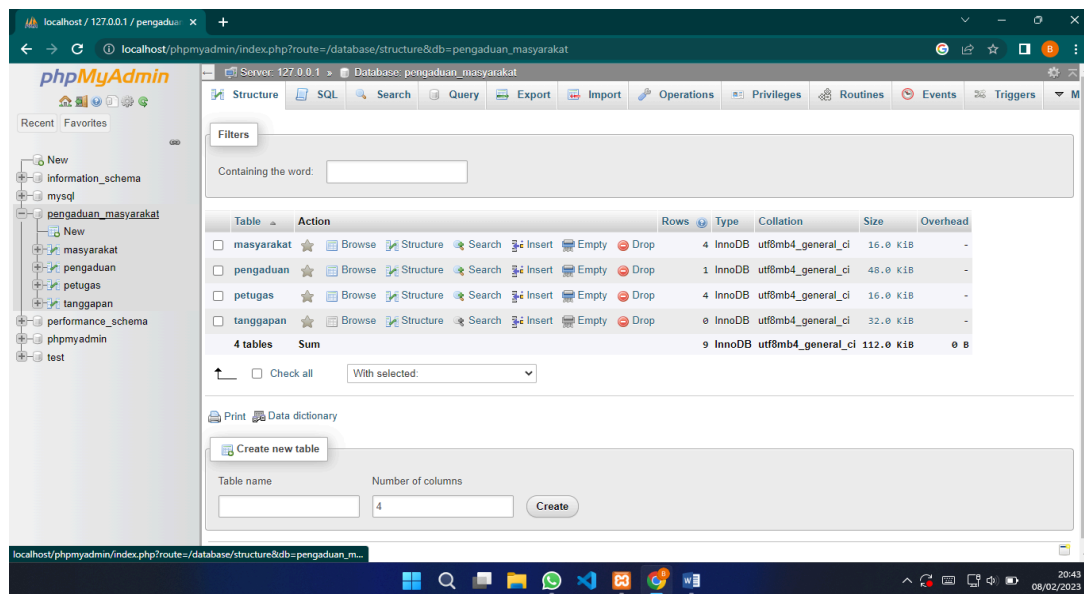 localhost / 127.0.0.1 / pengaduan
localhost/phpmyadmin/index.php?route=/database/structure&db=pengaduan_masyarakat
B
phpMyAdmin
Recent Favorites
New
information_schema
mysql
pengaduan_masyarakat
New
masyarakat
pengaduan
petugas
tanggapan
performance_schema
phpmyadmin
test
Server: 127.0.0.1 » Database: pengaduan_masyarakat
Structure SQL Search Query Export Import Operations Privileges Routines Events Triggers M
Filters
Containing the word:
Table Action Rows Type Collation Size Overhead
masyarakat Browse Structure Search Insert Empty Drop 4 InnoDB utf8mb4_general_ci 16.0 KiB -
pengaduan Browse Structure Search Insert Empty Drop 1 InnoDB utf8mb4_general_ci 48.0 KiB -
petugas Browse Structure Search Insert Empty Drop 4 InnoDB utf8mb4_general_ci 16.0 KiB -
tanggapan Browse Structure Search Insert Empty Drop 0 InnoDB utf8mb4_general_ci 32.0 KiB -
4 tables Sum 9 InnoDB utf8mb4_general_ci 112.0 KiB 0 B
Check all With selected:
Print Data dictionary
Create new table
Table name Number of columns
4 Create
localhost/phpmyadmin/index.php?route=/database/structure&db=pengaduan_m...
20:43
08/02/2023